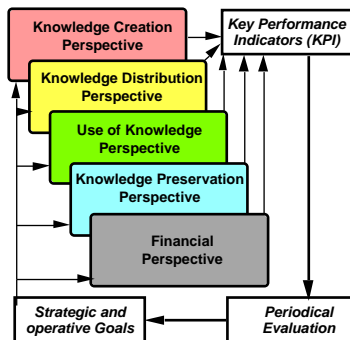 Knowledge Creation
Perspective
Key Performance
Indicators (KPI)
Knowledge Distribution
Perspective
Use of Knowledge
Perspective
Knowledge Preservation
Perspective
Financial
Perspective
Strategic and
operative Goals
Periodical
Evaluation